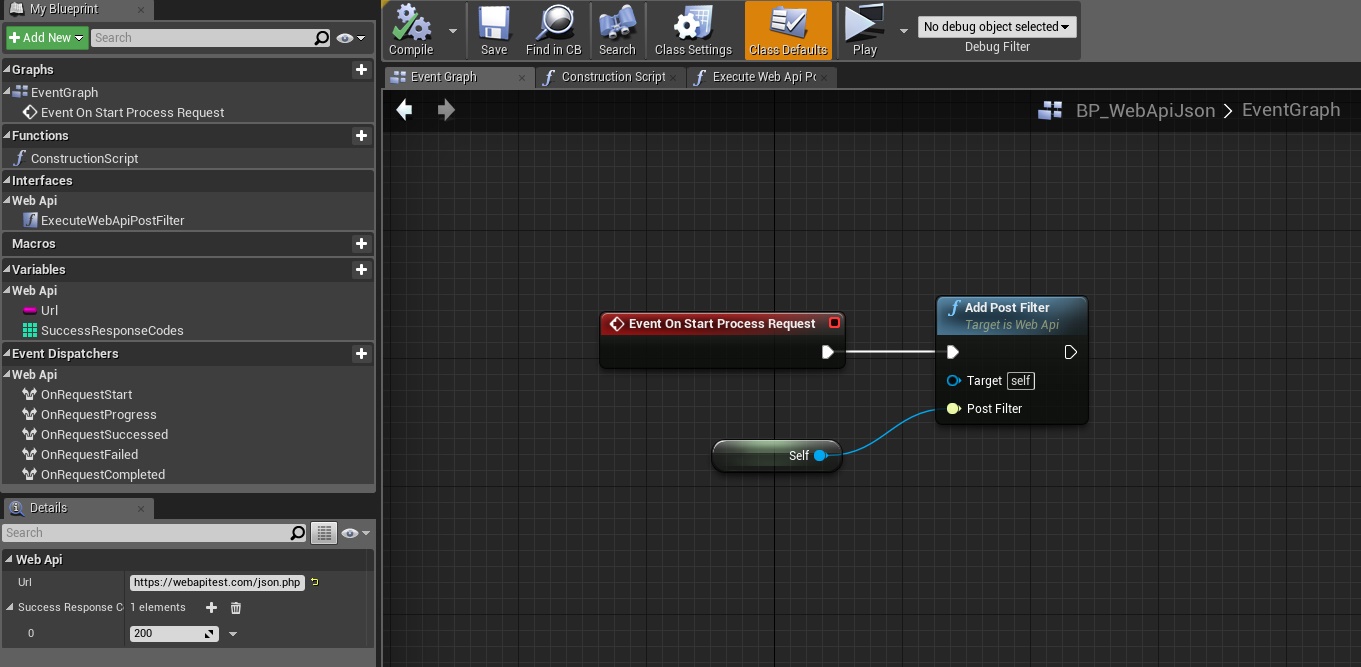 My Blueprint
Add New
Search
Graphs
EventGraph
Event On Start Process Request
Functions
ConstructionScript
Interfaces
Web Api
ExecuteWebApiPostFilter
Macros
Variables
Web Api
Url
SuccessResponseCodes
Event Dispatchers
Web Api
OnRequestStart
OnRequestProgress
OnRequestSuccessed
OnRequestFailed
OnRequestCompleted
Details
Search
Web Api
Url https://webapitest.com/json.php
Success Response C 1 elements
0 200
Compile
Save
Find in CB
Search
Class Settings
Class Defaults
Play
No debug object selected
Debug Filter
Event Graph
Construction Script
Execute Web Api Pc
BP_WebApiJson > EventGraph
Event On Start Process Request
Add Post Filter
Target is Web Api
Target self
Post Filter
Self